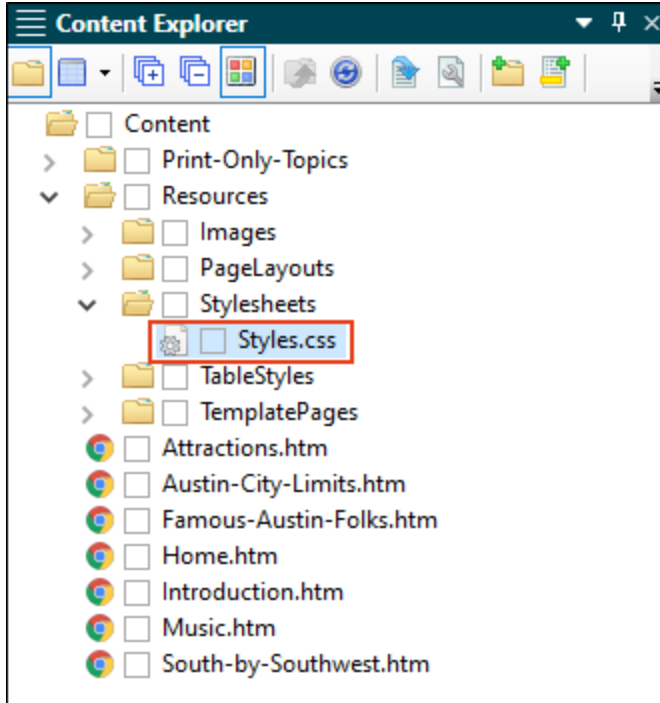 Content Explorer
Content
Print-Only-Topics
Resources
Images
PageLayouts
Stylesheets
Styles.css
TableStyles
TemplatePages
Attractions.htm
Austin-City-Limits.htm
Famous-Austin-Folks.htm
Home.htm
Introduction.htm
Music.htm
South-by-Southwest.htm